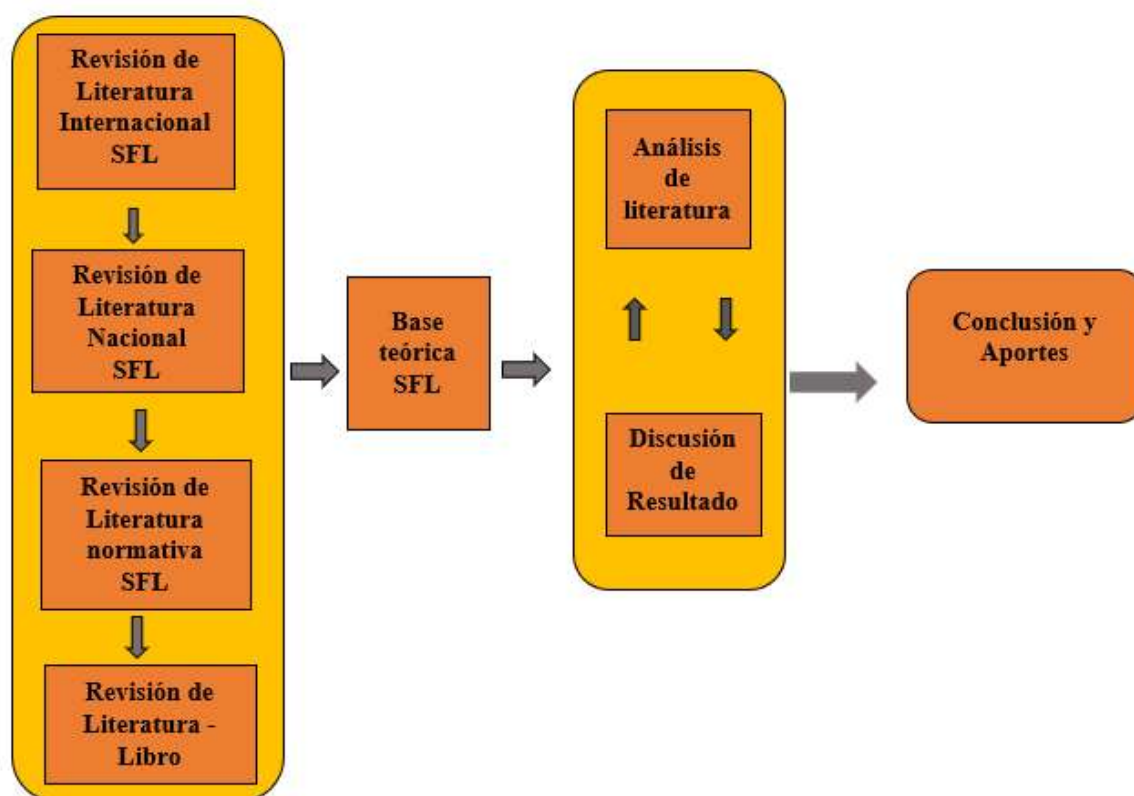 Revisión de
Literatura
Internacional
SFL
Revisión de
Literatura
Nacional
SFL
Revisión de
Literatura
normativa
SFL
Revisión de
Literatura -
Libro
Base
teórica
SFL
Análisis
de
literatura
Discusión
de
Resultado
Conclusión y
Aportes